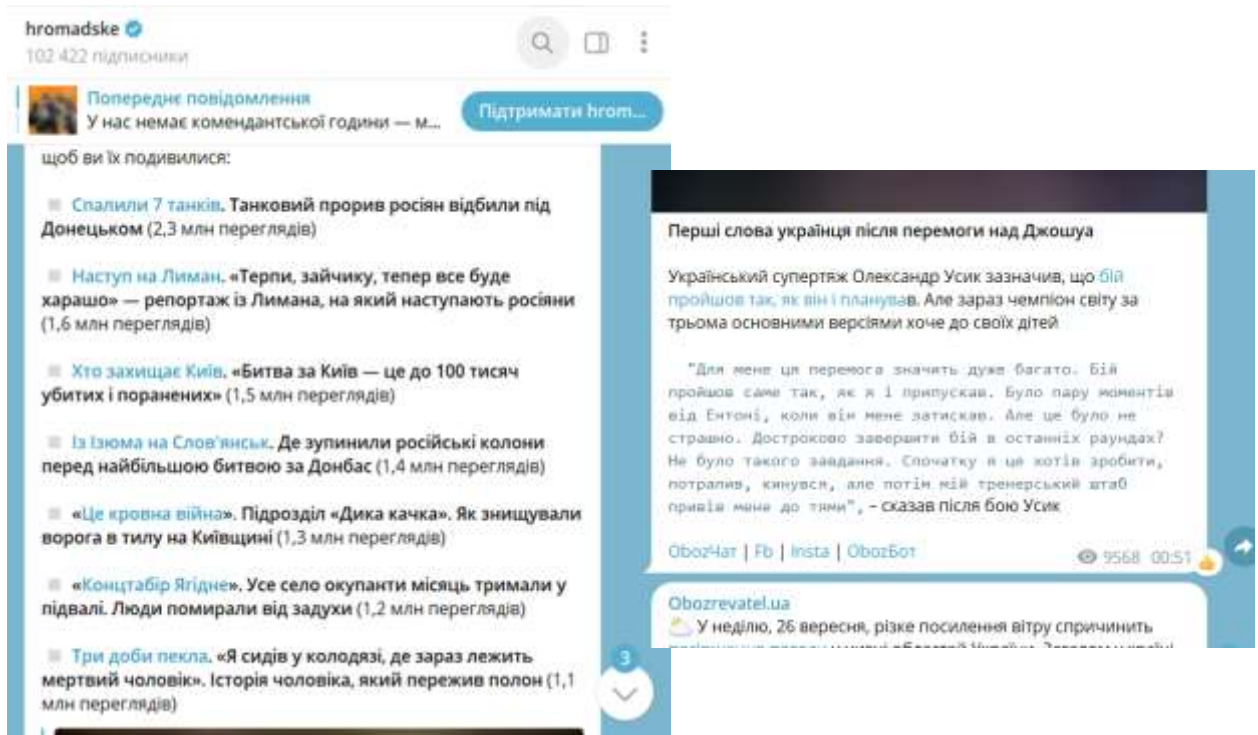 hromadske
102 422 підписники
Попереднє повідомлення
У нас немає комендантської години — м...
Підтримати hrom...
щоб ви їх подивилися:
Спалили 7 танків. Танковий прорив росіян відбили під
Донецьком (2,3 млн переглядів)
Наступ на Лиман. «Терпи, зайчику, тепер все буде
харашо» — репортаж із Лимана, на який наступають росіяни
(1,6 млн переглядів)
Хто захищає Київ. «Битва за Київ — це до 100 тисяч
убитих і поранених» (1,5 млн переглядів)
Із Ізюма на Слов'янськ. Де зупинили російські колони
перед найбільшою битвою за Донбас (1,4 млн переглядів)
«Це кровна війна». Підрозділ «Дика качка». Як знищували
ворога в тилу на Київщині (1,3 млн переглядів)
«Концтабір Ягідне». Усе село окупанти місяць тримали у
підвалі. Люди помирали від задухи (1,2 млн переглядів)
Три доби пекла. «Я сидів у колодязі, де зараз лежить
мертвий чоловік». Історія чоловіка, який пережив полон (1,1
млн переглядів)
3
Перші слова українця після перемоги над Джошуа
Український супертяж Олександр Усик зазначив, що бій
пройшов так, як він і планував. Але зараз чемпіон світу за
трьома основними версіями хоче до своїх дітей
"Для мене ця перемога значить дуже багато. Бій
пройшов саме так, як я і припускав. Було пару моментів
від Ентоні, коли він мене затискав. Але це було не
страшно. Достроково завершити бій в останніх раундах?
Не було такого завдання. Спочатку я це хотів зробити,
потрапив, кинувся, але потім мій тренерський штаб
привів мене до тями", – сказав після бою Усик
ObozЧат | Fb | Insta | ObozБот
9568 00:51
Obozrevatel.ua
У неділю, 26 вересня, різке посилення вітру спричинить